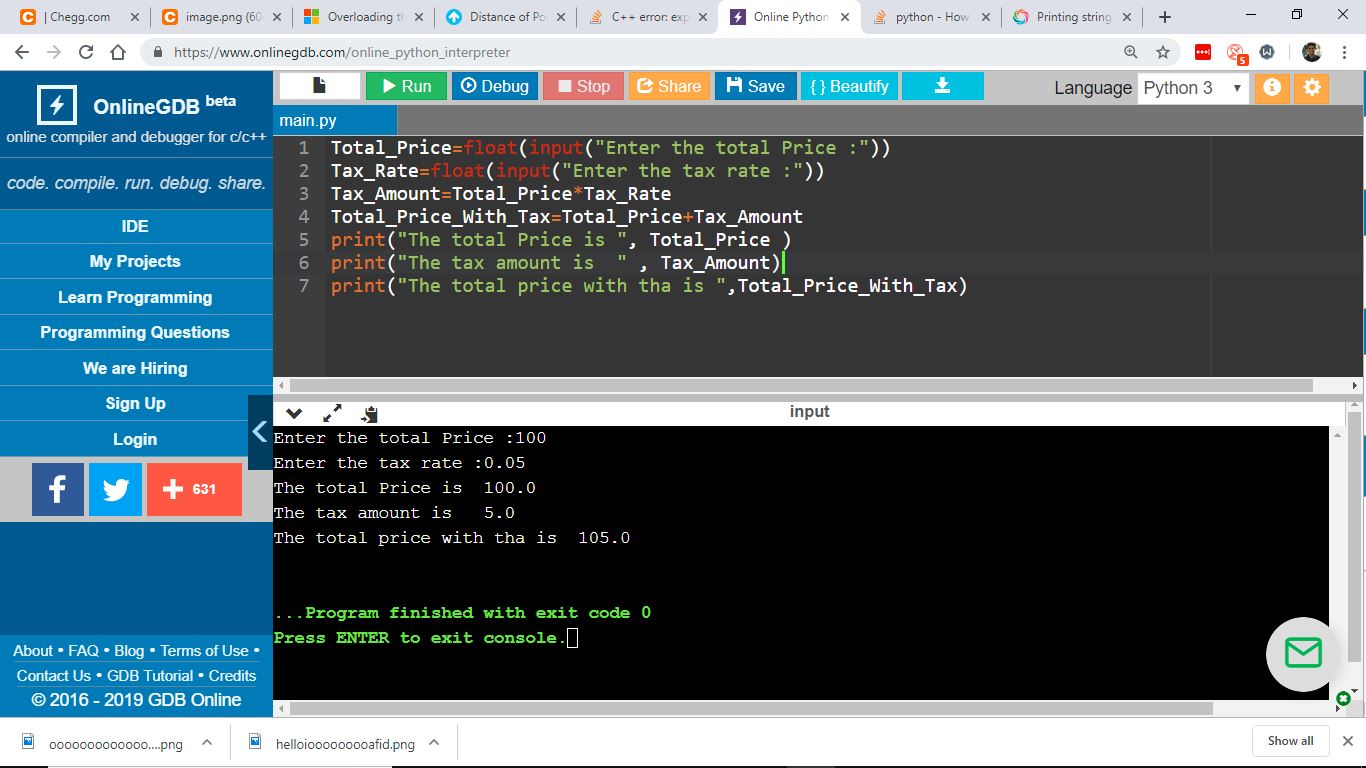 | Chegg.com
image.png (60
Overloading th
Distance of Po
C++ error: exp
Online Python
python - How
Printing string
https://www.onlinegdb.com/online_python_interpreter
5
OnlineGDB beta
online compiler and debugger for c/c++
code. compile. run. debug. share.
IDE
My Projects
Learn Programming
Programming Questions
We are Hiring
Sign Up
Login
631
About • FAQ • Blog • Terms of Use •
Contact Us • GDB Tutorial • Credits
© 2016 - 2019 GDB Online
Run
Debug
Stop
Share
Save
{ } Beautify
Language Python 3
main.py
1 Total_Price=float(input("Enter the total Price :"))
2 Tax_Rate=float(input("Enter the tax rate :"))
3 Tax_Amount=Total_Price*Tax_Rate
4 Total_Price_With_Tax=Total_Price+Tax_Amount
5 print("The total Price is ", Total_Price )
6 print("The tax amount is  " , Tax_Amount)
7 print("The total price with tha is ",Total_Price_With_Tax)
input
Enter the total Price :100
Enter the tax rate :0.05
The total Price is  100.0
The tax amount is   5.0
The total price with tha is  105.0
...Program finished with exit code 0
Press ENTER to exit console.
ooooooooooooo....png
helloiooooooooafid.png
Show all